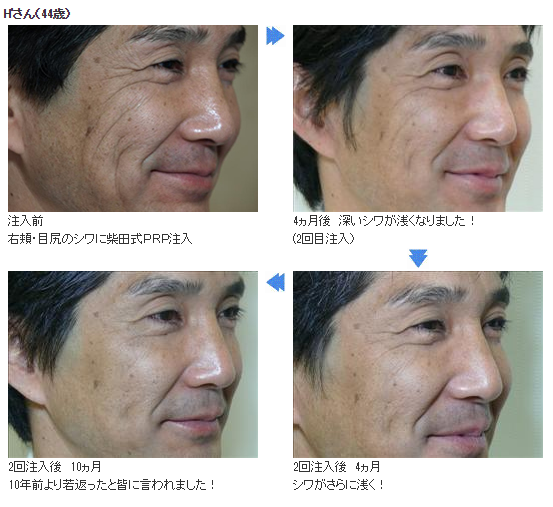 Hさん(44歳)
注入前
右頬・目尻のシワに柴田式PRP注入
4ヵ月後 深いシワが浅くなりました！
(2回目注入)
2回注入後 4ヵ月
シワがさらに浅く！
2回注入後 10ヵ月
10年前より若返ったと皆に言われました！